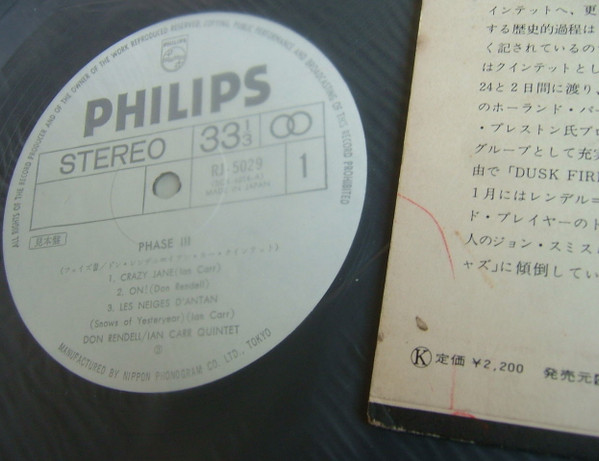 ALL RIGHTS OF THE RECORD PRODUCER AND OF THE OWNER OF THE WORK REPRODUCED RESERVED. COPYING, PUBLIC PERFORMANCE AND BROADCASTING OF THIS RECORD PROHIBITED
PHILIPS
STEREO
33 1/3
RJ-5029
MADE IN JAPAN
1
見本盤
PHASE III
1. CRAZY JANE(Ian Carr)
2. ON!(Don Rendell)
3. LES NEIGES D'ANTAN
(Snows of Yesteryear)(Ian Carr)
DON RENDELL/IAN CARR QUINTET
MANUFACTURED BY NIPPON PHONOGRAM CO., LTD., TOKYO
インテットへ、更
する歴史的過程は
く記されているの
はクインテットとし
24と2日間に渡り、
のホーランド・パー
・プレストン氏プロ
グループとして充実
由で「DUSK FIRE
1月にはレンデル=
ド・プレイヤーのト
人のジョン・スミス
ャズ」に傾倒してい
Ⓚ定価 ¥2,200 発売元